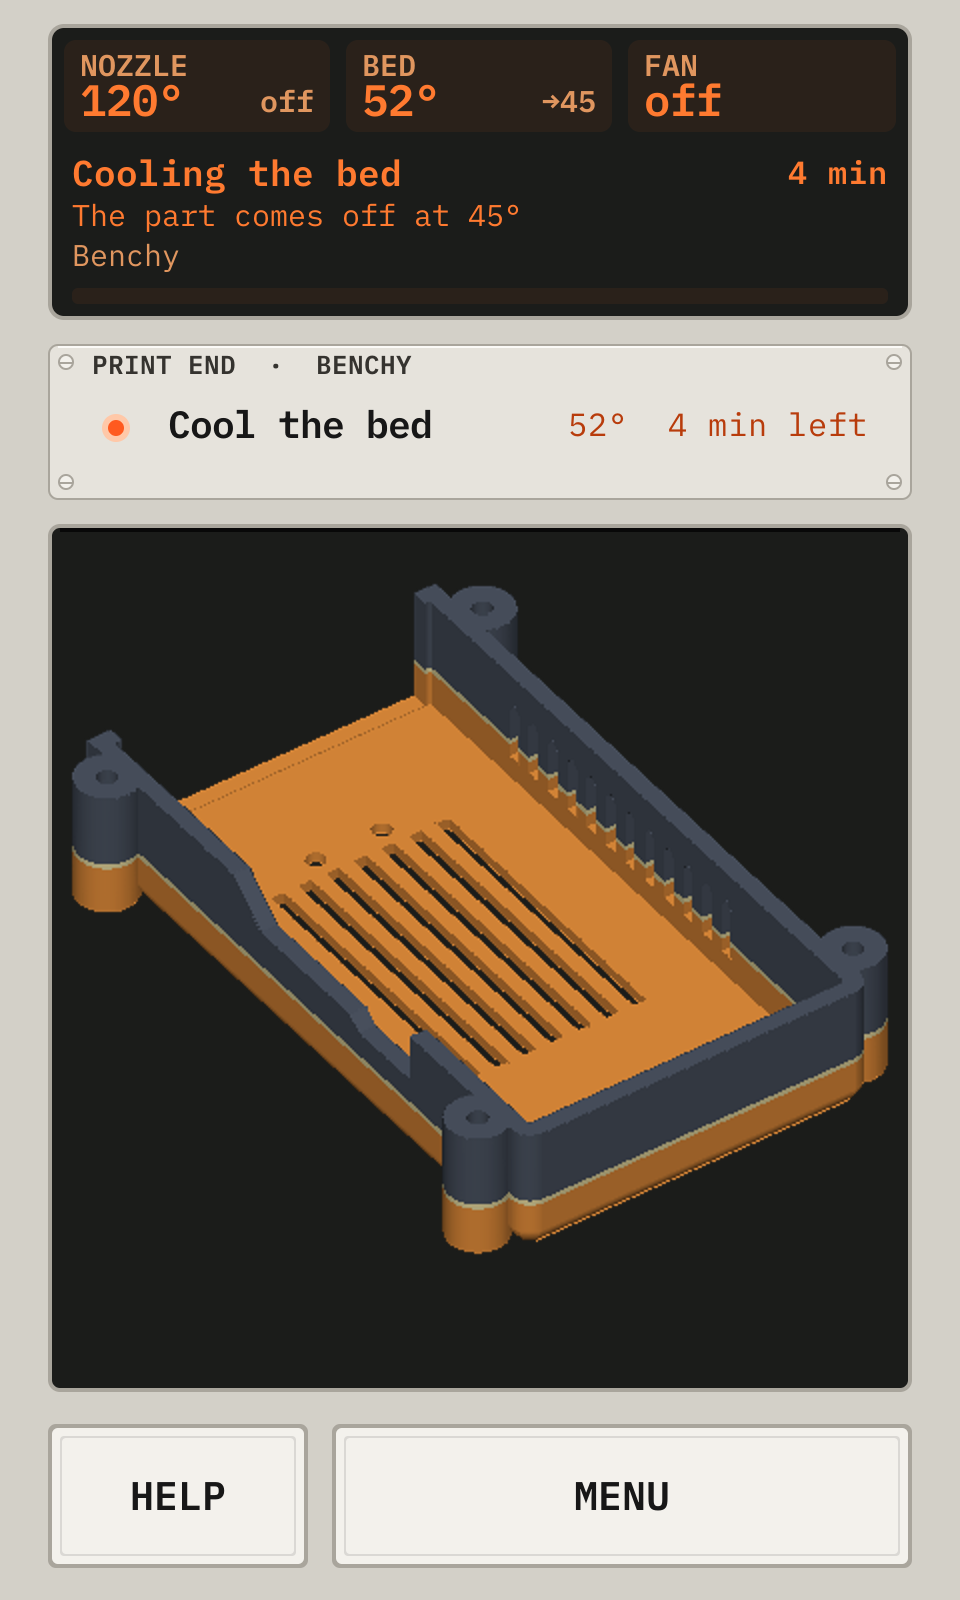 NOZZLE
120° off
BED
52° →45
FAN
off
Cooling the bed 4 min
The part comes off at 45°
Benchy
PRINT END · BENCHY
Cool the bed 52° 4 min left
HELP
MENU